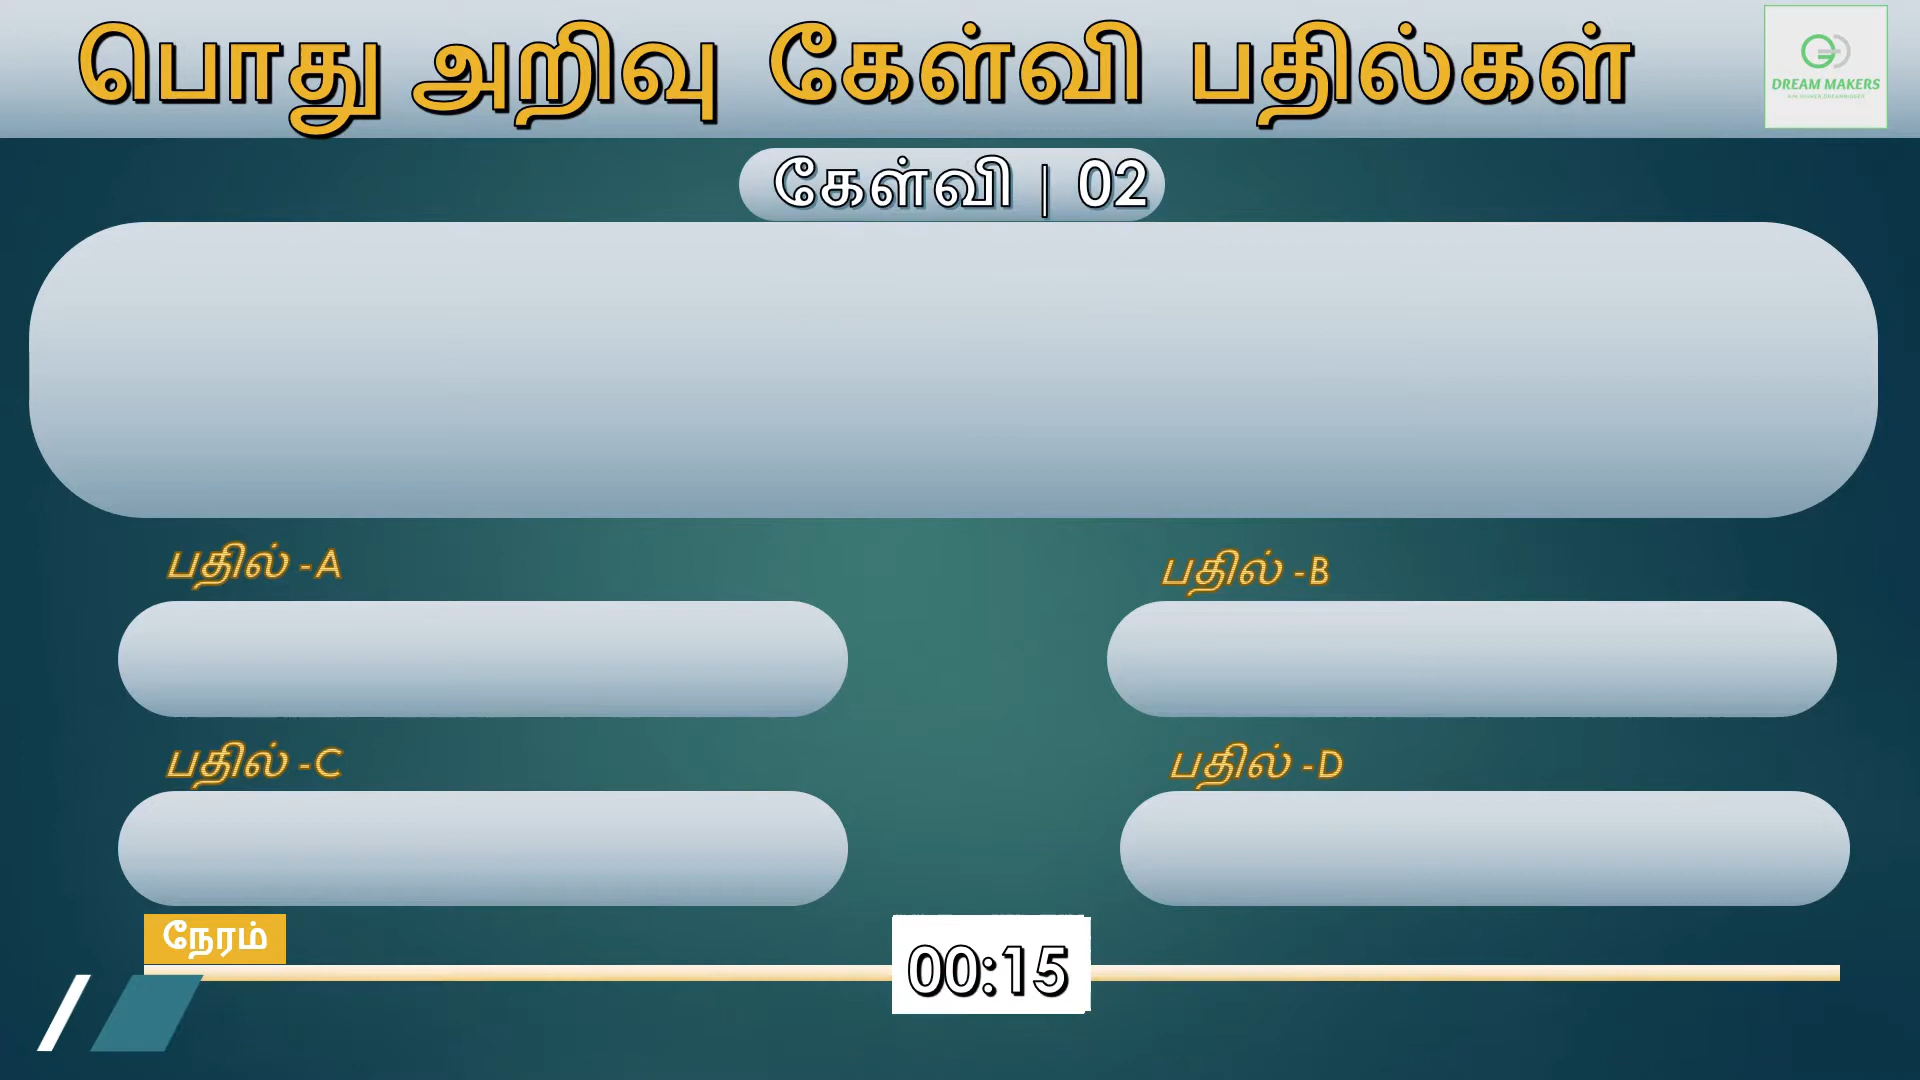 பொது அறிவு கேள்வி பதில்கள்
DREAM MAKERS
கேள்வி | 02
பதில் -A
பதில் -B
பதில் -C
பதில் -D
நேரம்
00:15